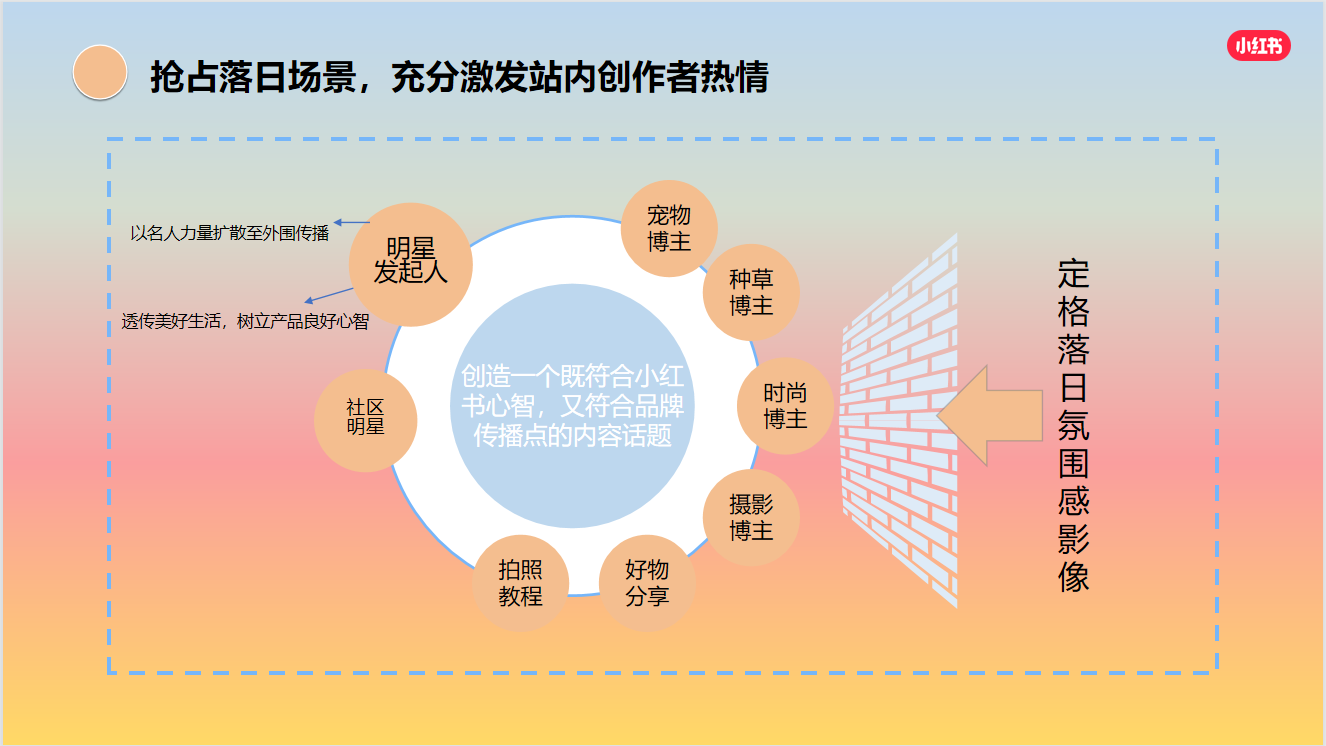 小红书
抢占落日场景，充分激发站内创作者热情
以名人力量扩散至外围传播
透传美好生活，树立产品良好心智
明星
发起人
社区
明星
宠物
博主
种草
博主
时尚
博主
摄影
博主
好物
分享
拍照
教程
创造一个既符合小红
书心智，又符合品牌
传播点的内容话题
定格落日氛围感影像